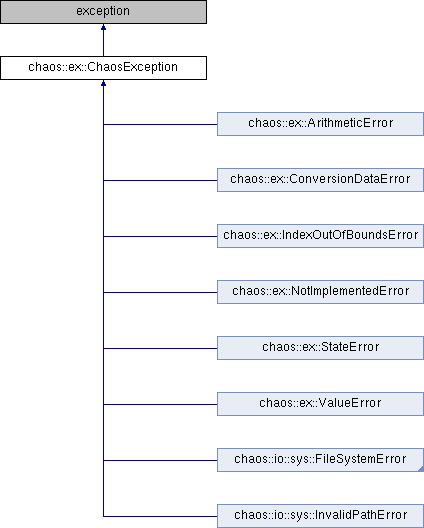 exception
chaos::ex::ChaosException
chaos::ex::ArithmeticError
chaos::ex::ConversionDataError
chaos::ex::IndexOutOfBoundsError
chaos::ex::NotImplementedError
chaos::ex::StateError
chaos::ex::ValueError
chaos::io::sys::FileSystemError
chaos::io::sys::InvalidPathError